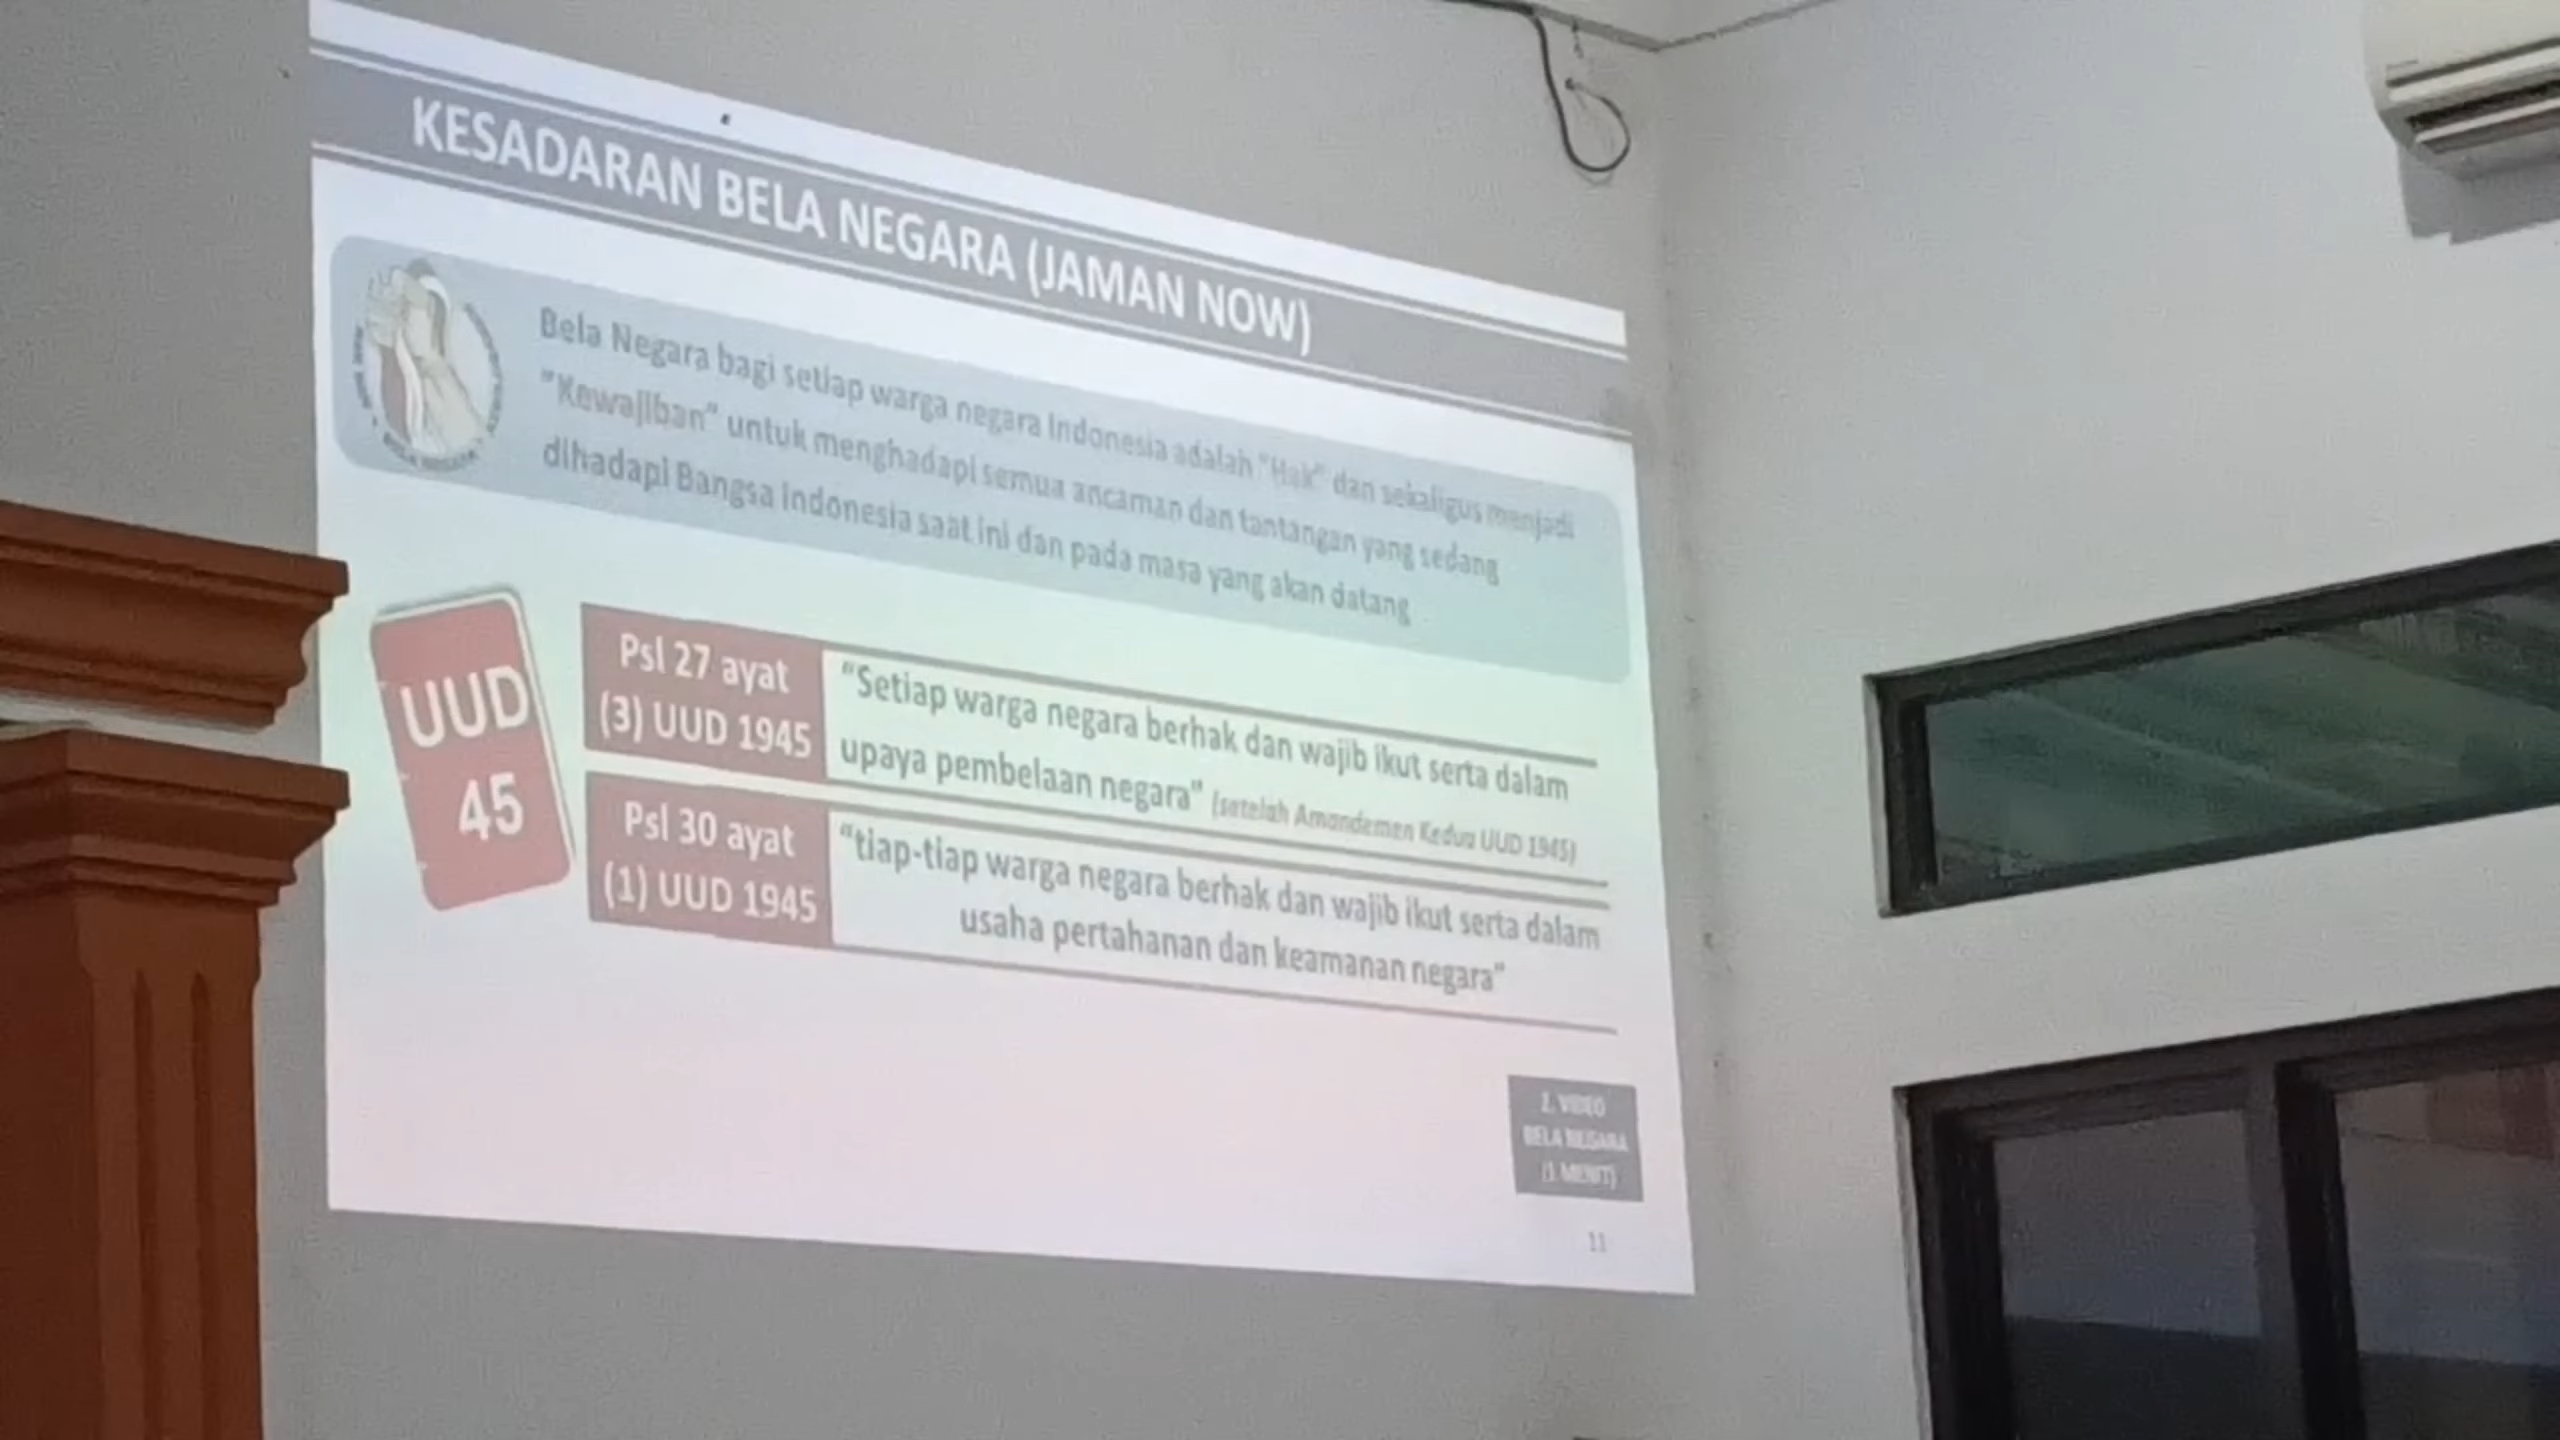 KESADARAN BELA NEGARA (JAMAN NOW)
Bela Negara bagi setiap warga negara Indonesia adalah "Hak" dan sekaligus menjadi
"Kewajiban" untuk menghadapi semua ancaman dan tantangan yang sedang
dihadapi Bangsa Indonesia saat ini dan pada masa yang akan datang
BELA NEGARA
UUD
45
Psl 27 ayat
(3) UUD 1945
"Setiap warga negara berhak dan wajib ikut serta dalam
upaya pembelaan negara" (setelah Amandemen Kedua UUD 1945)
Psl 30 ayat
(1) UUD 1945
"tiap-tiap warga negara berhak dan wajib ikut serta dalam
usaha pertahanan dan keamanan negara"
VIDEO
BELA NEGARA
MENIT)
11